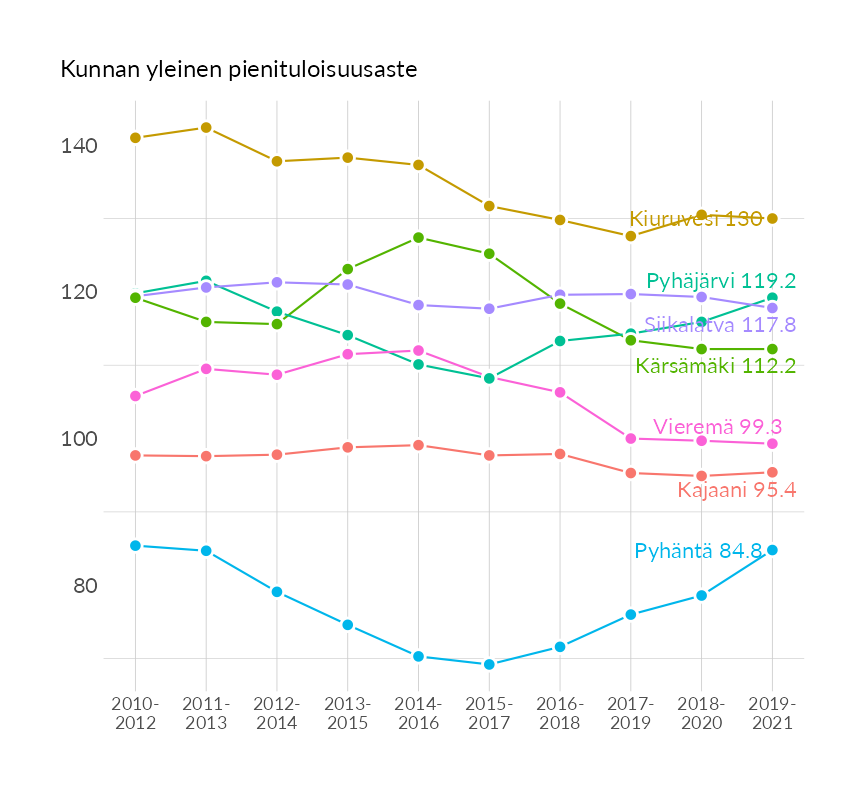 Kunnan yleinen pienituloisuusaste
140
120
100
80
Kiuruvesi 130
Pyhäjärvi 119.2
Siikalatva 117.8
Kärsämäki 112.2
Vieremä 99.3
Kajaani 95.4
Pyhäntä 84.8
2010-2012 2011-2013 2012-2014 2013-2015 2014-2016 2015-2017 2016-2018 2017-2019 2018-2020 2019-2021